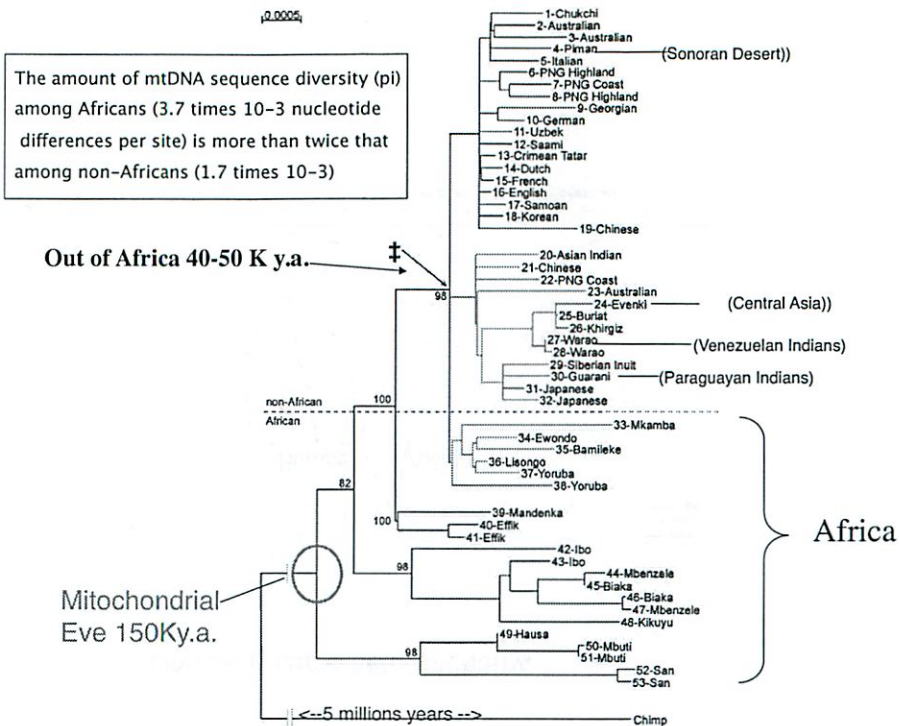 0.0005
The amount of mtDNA sequence diversity (pi)
among Africans (3.7 times 10-3 nucleotide
differences per site) is more than twice that
among non-Africans (1.7 times 10-3)
1-Chukchi
2-Australian
3-Australian
4-Piman (Sonoran Desert))
5-Italian
6-PNG Highland
7-PNG Coast
8-PNG Highland
9-Georgian
10-German
11-Uzbek
12-Saami
13-Crimean Tatar
14-Dutch
15-French
16-English
17-Samoan
18-Korean
19-Chinese
Out of Africa 40-50 K y.a.
‡
98
20-Asian Indian
21-Chinese
22-PNG Coast
23-Australian
24-Evenki (Central Asia))
25-Buriat
26-Khirgiz
27-Warao (Venezuelan Indians)
28-Warao
29-Siberian Inuit
30-Guarani (Paraguayan Indians)
31-Japanese
32-Japanese
non-African
100
African
33-Mkamba
34-Ewondo
35-Bamileke
36-Lisongo
37-Yoruba
38-Yoruba
82
39-Mandenka
100
40-Effik
41-Effik
Africa
42-Ibo
43-Ibo
98
44-Mbenzele
45-Biaka
46-Biaka
47-Mbenzele
48-Kikuyu
Mitochondrial
Eve 150Ky.a.
49-Hausa
98
50-Mbuti
51-Mbuti
52-San
53-San
<--5 millions years -->
Chimp